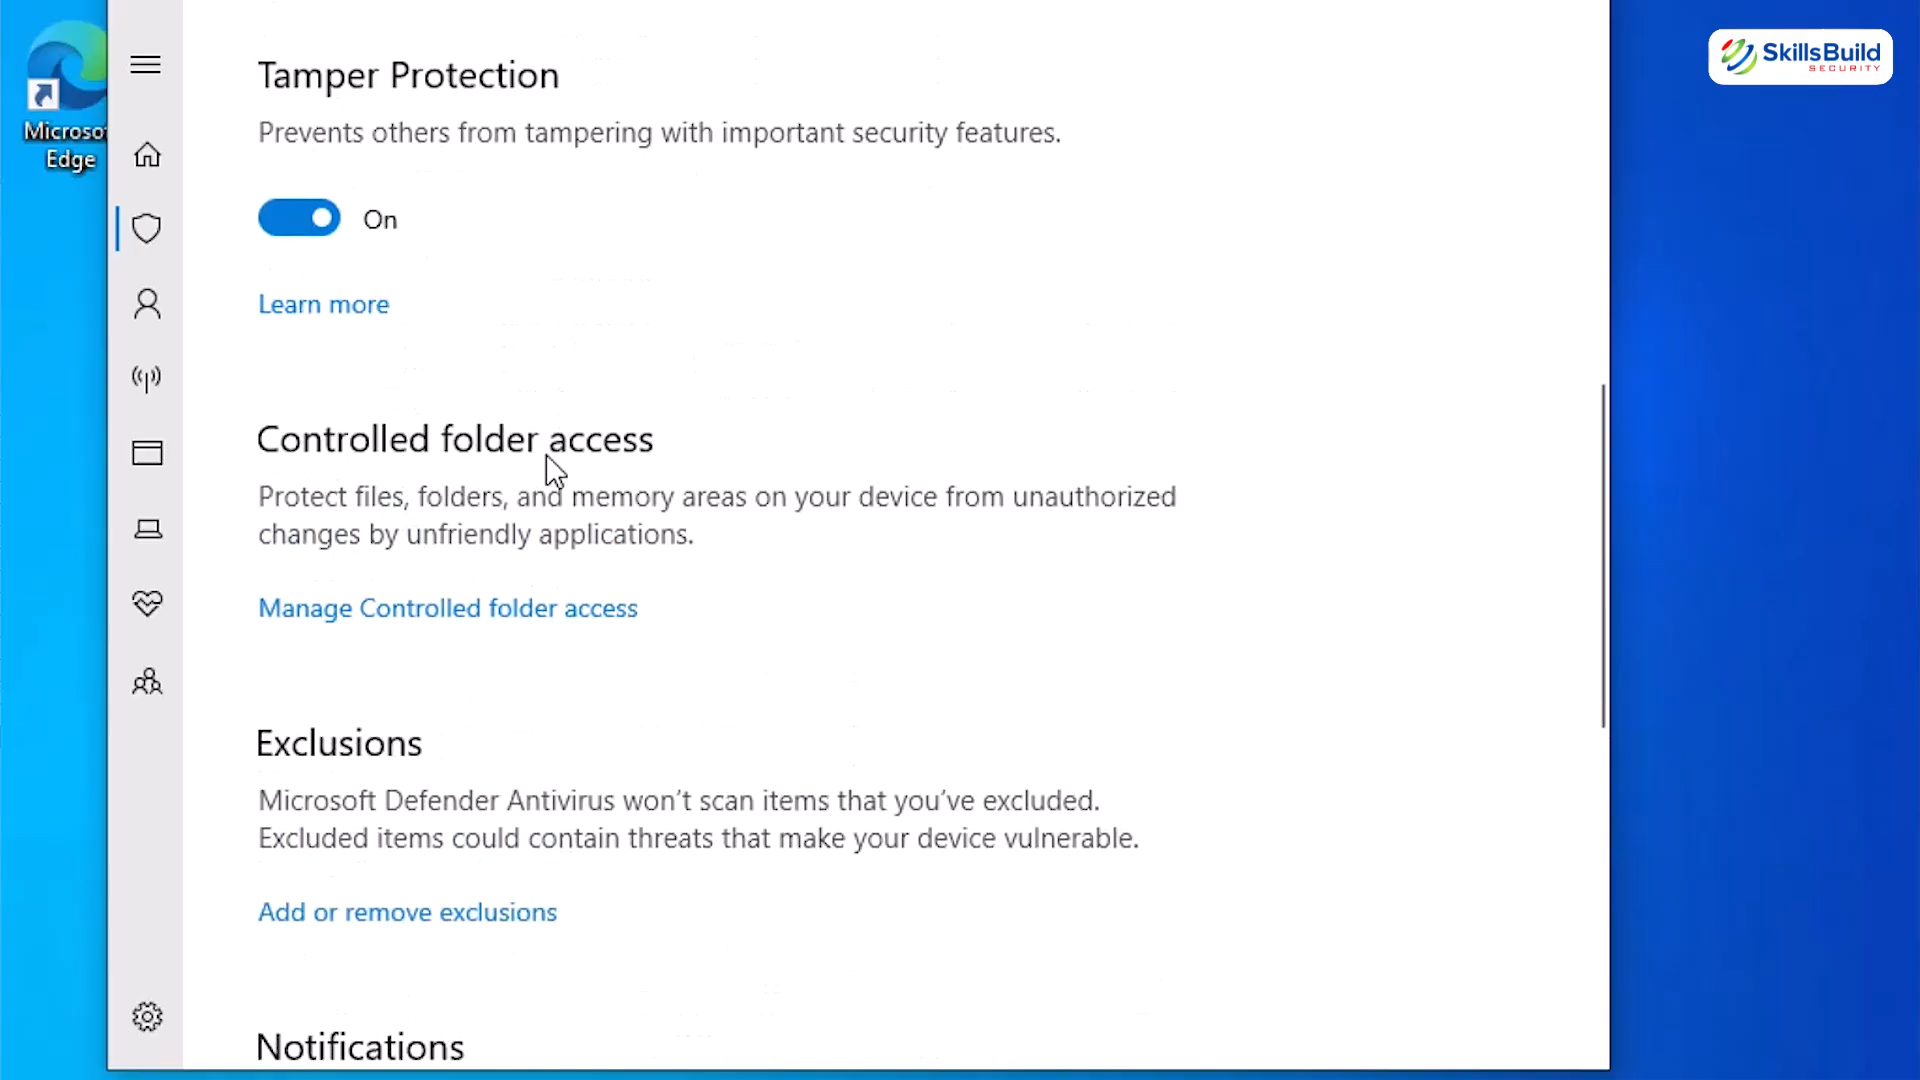 Microsof
Edge
SkillsBuild
SECURITY
Tamper Protection
Prevents others from tampering with important security features.
On
Learn more
Controlled folder access
Protect files, folders, and memory areas on your device from unauthorized
changes by unfriendly applications.
Manage Controlled folder access
Exclusions
Microsoft Defender Antivirus won't scan items that you've excluded.
Excluded items could contain threats that make your device vulnerable.
Add or remove exclusions
Notifications